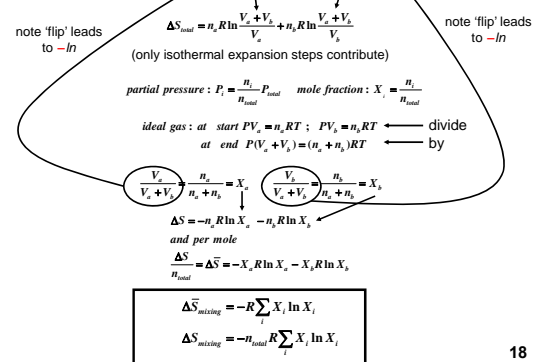 note 'flip' leads
to –ln
note 'flip' leads
to –ln
ΔS_total = n_a R ln (V_a + V_b)/V_a + n_b R ln (V_a + V_b)/V_b
(only isothermal expansion steps contribute)
partial pressure : P_i = n_i/n_total P_total mole fraction : X_i = n_i/n_total
ideal gas : at start PV_a = n_a RT ; PV_b = n_b RT divide
at end P(V_a + V_b) = (n_a + n_b)RT by
V_a/(V_a + V_b) = n_a/(n_a + n_b) = X_a V_b/(V_a + V_b) = n_b/(n_a + n_b) = X_b
ΔS = –n_a R ln X_a – n_b R ln X_b
and per mole
ΔS/n_total = ΔS̅ = –X_a R ln X_a – X_b R ln X_b
ΔS̅_mixing = –R∑_i X_i ln X_i
ΔS_mixing = –n_total R∑_i X_i ln X_i
18